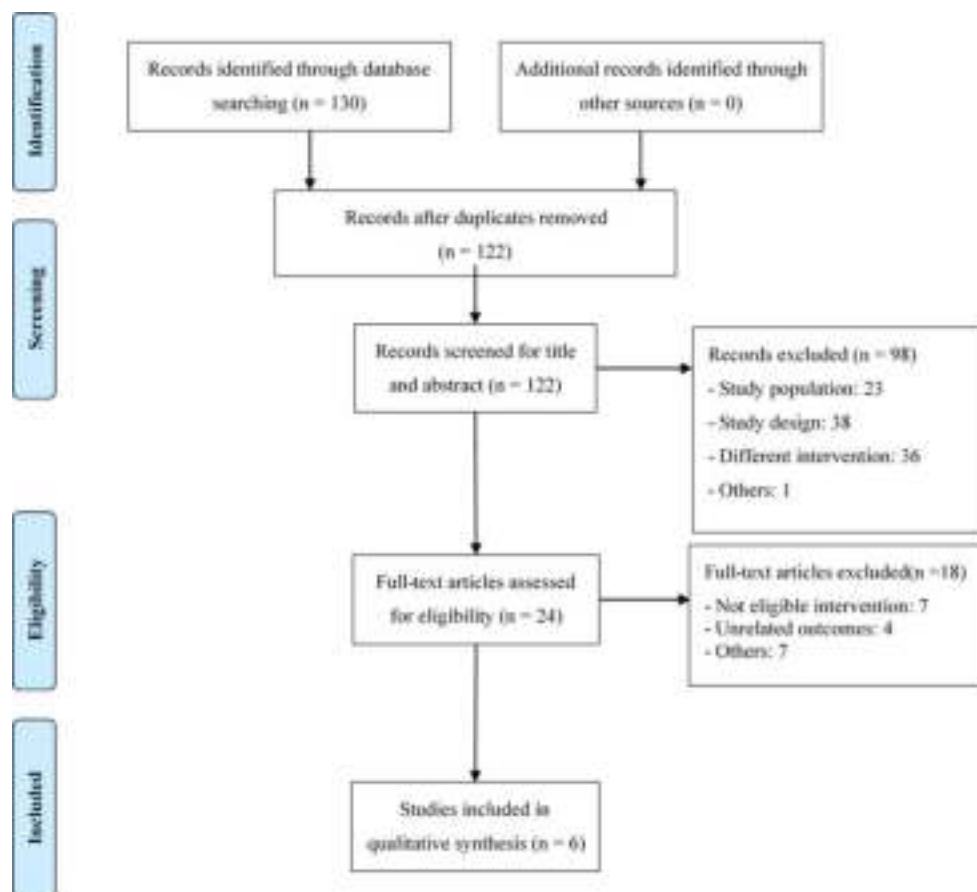 Identification
Records identified through database
searching (n = 130)
Additional records identified through
other sources (n = 0)
Records after duplicates removed
(n = 122)
Screening
Records screened for title
and abstract (n = 122)
Records excluded (n = 98)
- Study population: 23
- Study design: 38
- Different intervention: 36
- Others: 1
Eligibility
Full-text articles assessed
for eligibility (n = 24)
Full-text articles excluded(n =18)
- Not eligible intervention: 7
- Unrelated outcomes: 4
- Others: 7
Included
Studies included in
qualitative synthesis (n = 6)